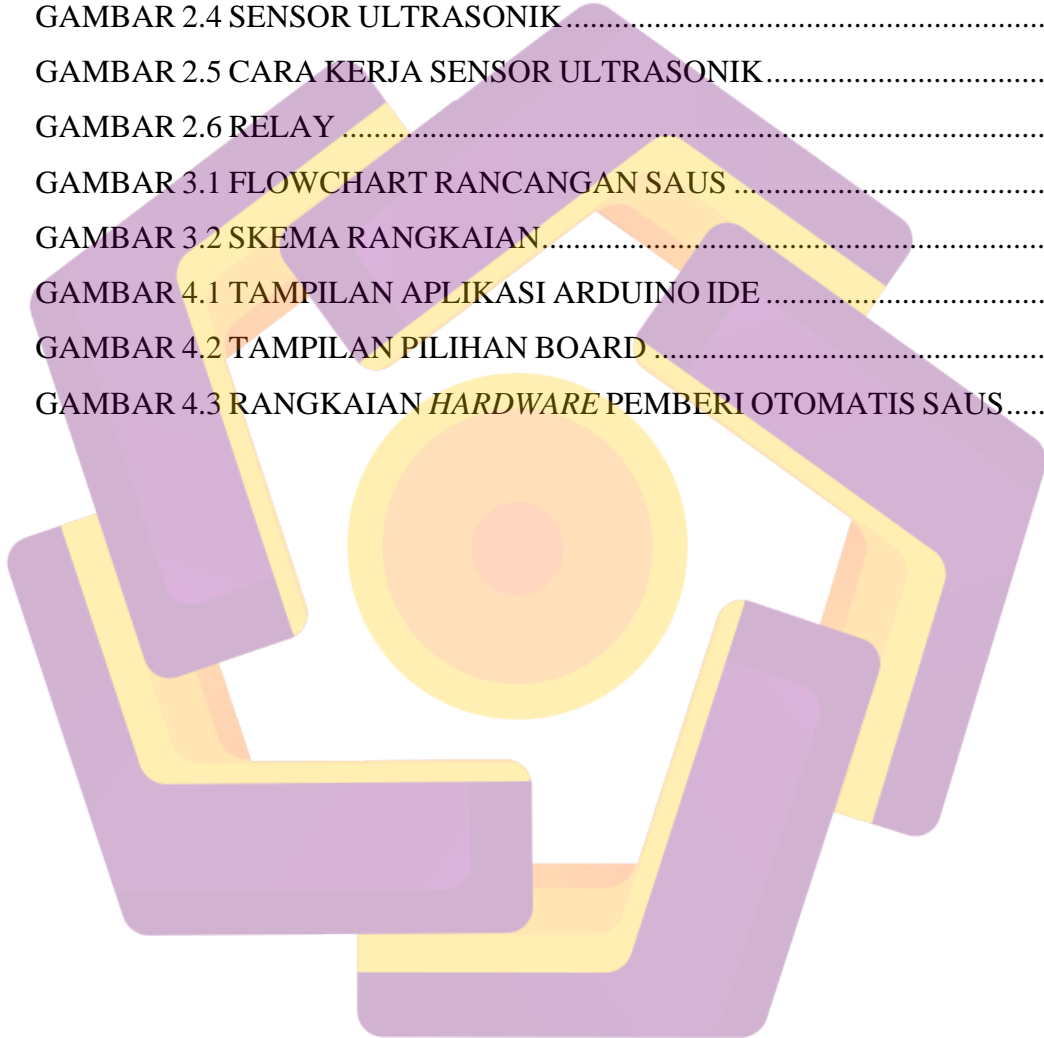 GAMBAR 2.4 SENSOR ULTRASONIK.......................................................
GAMBAR 2.5 CARA KERJA SENSOR ULTRASONIK................................
GAMBAR 2.6 RELAY ................................................................................
GAMBAR 3.1 FLOWCHART RANCANGAN SAUS ....................................
GAMBAR 3.2 SKEMA RANGKAIAN..........................................................
GAMBAR 4.1 TAMPILAN APLIKASI ARDUINO IDE ................................
GAMBAR 4.2 TAMPILAN PILIHAN BOARD .............................................
GAMBAR 4.3 RANGKAIAN HARDWARE PEMBERI OTOMATIS SAUS.....